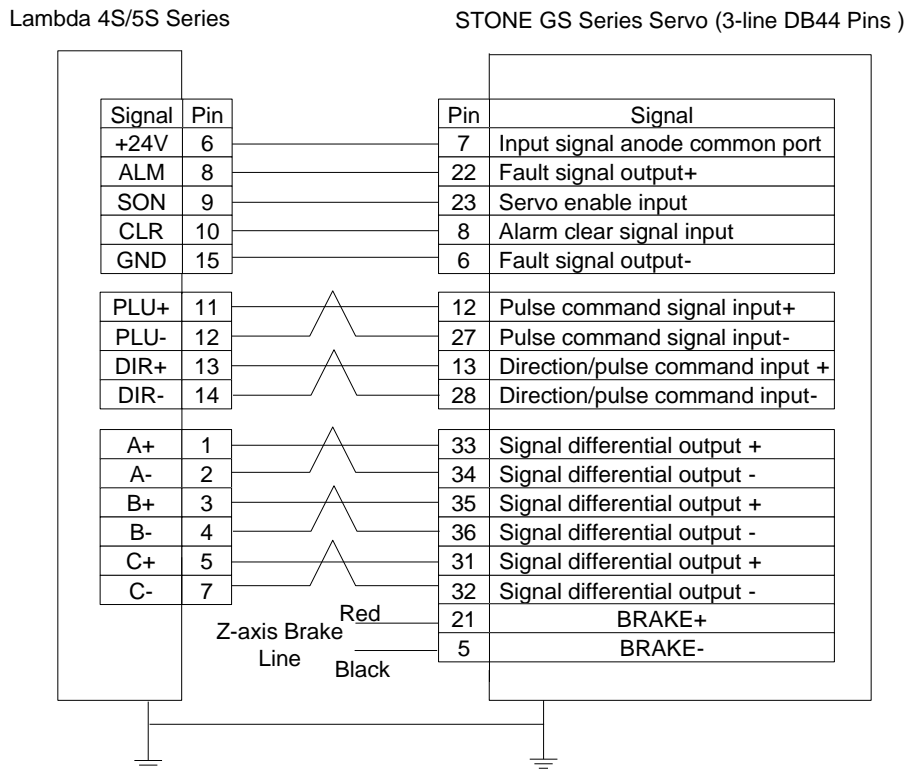 Lambda 4S/5S Series
STONE GS Series Servo (3-line DB44 Pins )
Signal Pin Pin Signal
+24V 6 7 Input signal anode common port
ALM 8 22 Fault signal output+
SON 9 23 Servo enable input
CLR 10 8 Alarm clear signal input
GND 15 6 Fault signal output-
PLU+ 11 12 Pulse command signal input+
PLU- 12 27 Pulse command signal input-
DIR+ 13 13 Direction/pulse command input +
DIR- 14 28 Direction/pulse command input-
A+ 1 33 Signal differential output +
A- 2 34 Signal differential output -
B+ 3 35 Signal differential output +
B- 4 36 Signal differential output -
C+ 5 31 Signal differential output +
C- 7 32 Signal differential output -
Red 21 BRAKE+
Z-axis Brake
Line
Black 5 BRAKE-